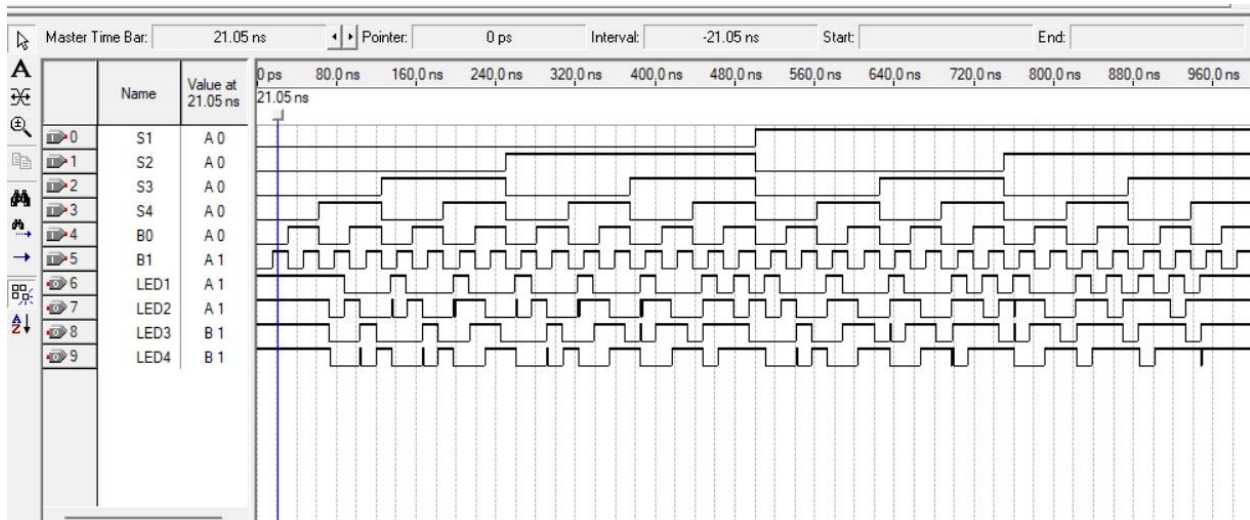 Master Time Bar: 21.05 ns Pointer: 0 ps Interval: -21.05 ns Start: End:
Name Value at 21.05 ns
0 ps 80.0 ns 160.0 ns 240.0 ns 320.0 ns 400.0 ns 480.0 ns 560.0 ns 640.0 ns 720.0 ns 800.0 ns 880.0 ns 960.0 ns
21.05 ns
0 S1 A 0
1 S2 A 0
2 S3 A 0
3 S4 A 0
4 B0 A 0
5 B1 A 1
6 LED1 A 1
7 LED2 A 1
8 LED3 B 1
9 LED4 B 1